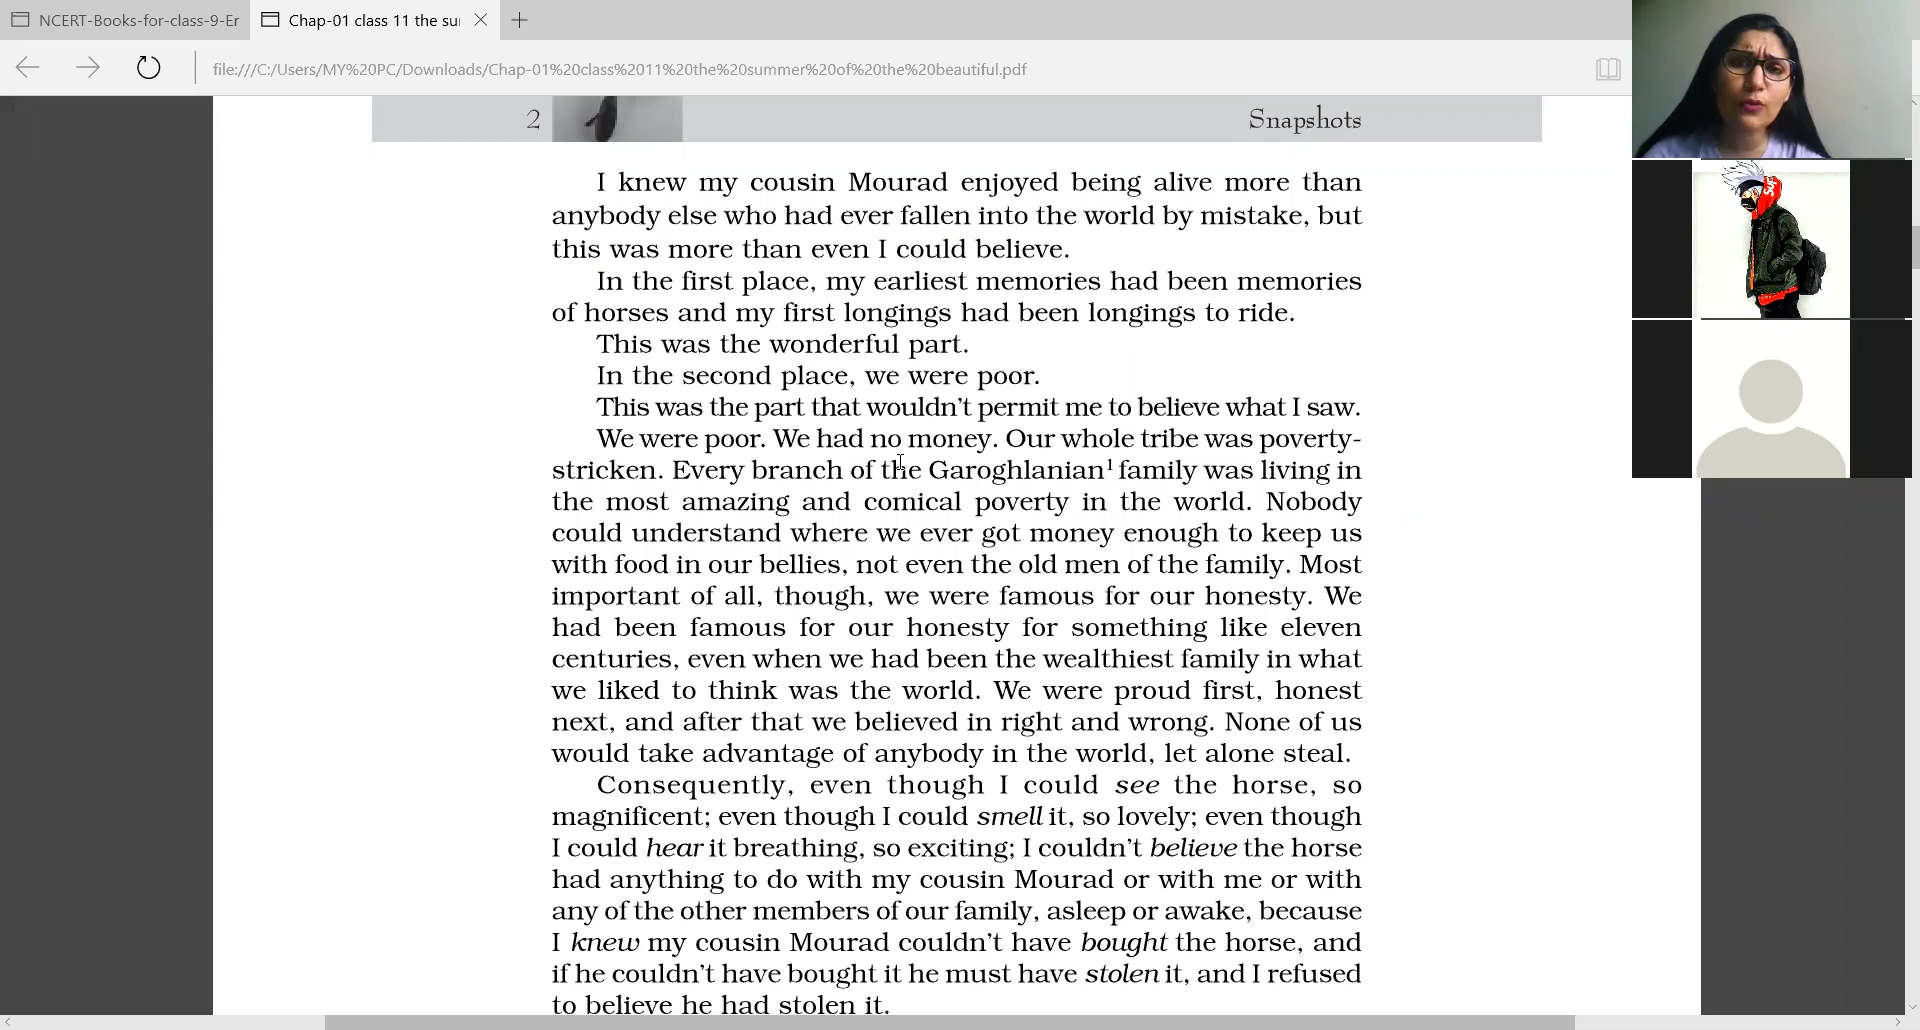 NCERT-Books-for-class-9-Er
Chap-01 class 11 the su
file:///C:/Users/MY%20PC/Downloads/Chap-01%20class%2011%20the%20summer%20of%20the%20beautiful.pdf
2
Snapshots
I knew my cousin Mourad enjoyed being alive more than
anybody else who had ever fallen into the world by mistake, but
this was more than even I could believe.
In the first place, my earliest memories had been memories
of horses and my first longings had been longings to ride.
This was the wonderful part.
In the second place, we were poor.
This was the part that wouldn't permit me to believe what I saw.
We were poor. We had no money. Our whole tribe was poverty-
stricken. Every branch of the Garoghlanian¹ family was living in
the most amazing and comical poverty in the world. Nobody
could understand where we ever got money enough to keep us
with food in our bellies, not even the old men of the family. Most
important of all, though, we were famous for our honesty. We
had been famous for our honesty for something like eleven
centuries, even when we had been the wealthiest family in what
we liked to think was the world. We were proud first, honest
next, and after that we believed in right and wrong. None of us
would take advantage of anybody in the world, let alone steal.
Consequently, even though I could see the horse, so
magnificent; even though I could smell it, so lovely; even though
I could hear it breathing, so exciting; I couldn't believe the horse
had anything to do with my cousin Mourad or with me or with
any of the other members of our family, asleep or awake, because
I knew my cousin Mourad couldn't have bought the horse, and
if he couldn't have bought it he must have stolen it, and I refused
to believe he had stolen it.